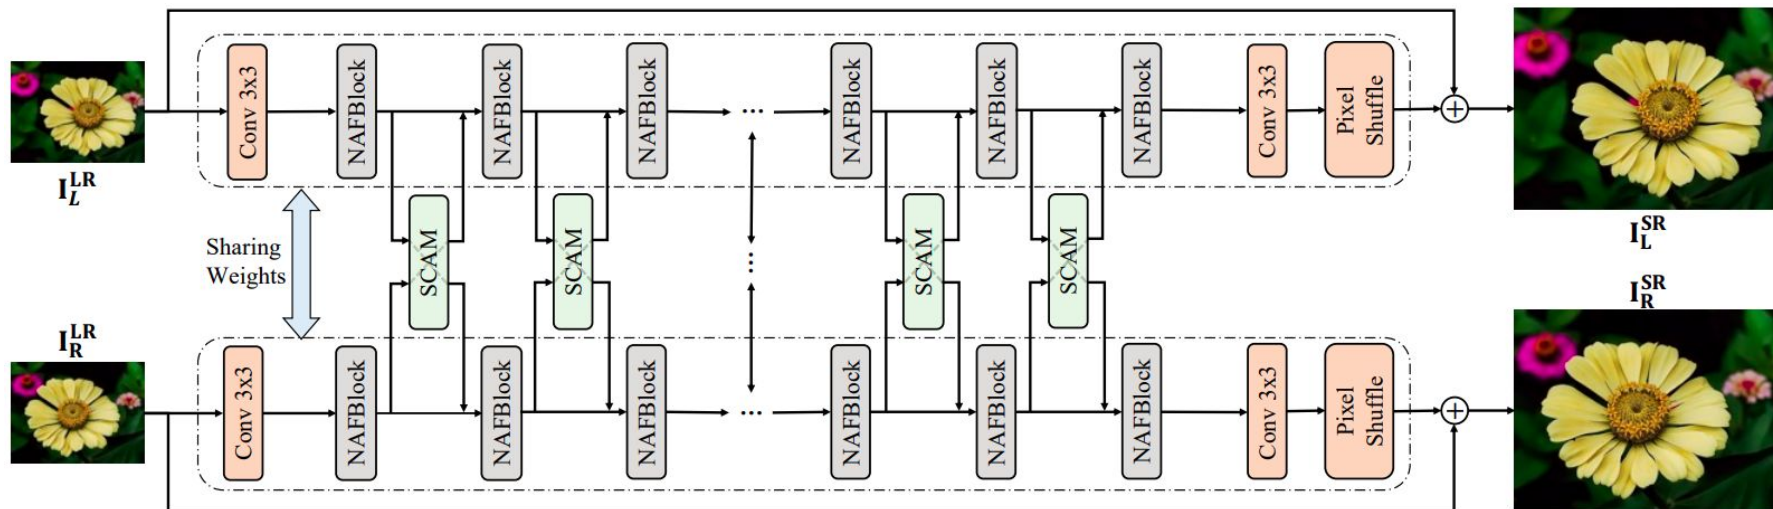 Conv 3x3
NAFBlock
NAFBlock
NAFBlock
...
NAFBlock
NAFBlock
NAFBlock
Conv 3x3
Pixel
Shuffle
+
I_L^LR
I_L^SR
Sharing
Weights
SCAM
SCAM
...
SCAM
SCAM
I_R^LR
I_R^SR
Conv 3x3
NAFBlock
NAFBlock
NAFBlock
...
NAFBlock
NAFBlock
NAFBlock
Conv 3x3
Pixel
Shuffle
+